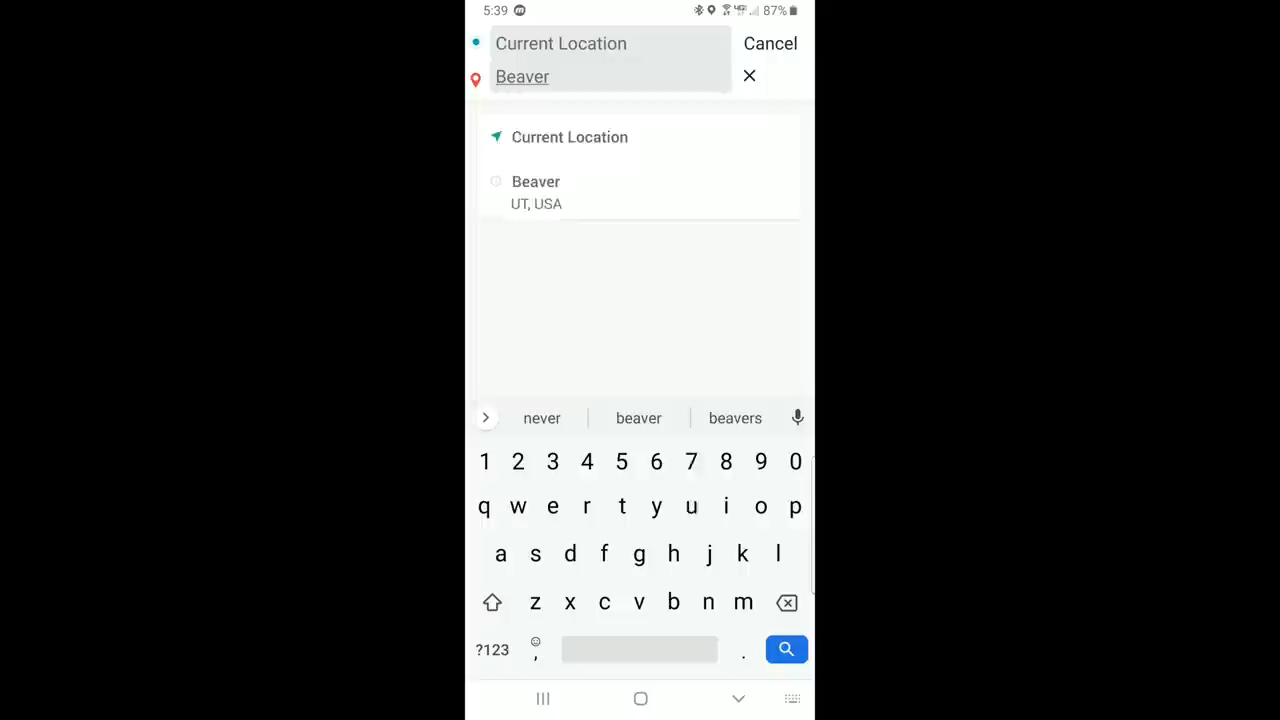 5:39 87%
Current Location Cancel
Beaver
Current Location
Beaver
UT, USA
never beaver beavers
1 2 3 4 5 6 7 8 9 0
q w e r t y u i o p
a s d f g h j k l
z x c v b n m
?123 , .